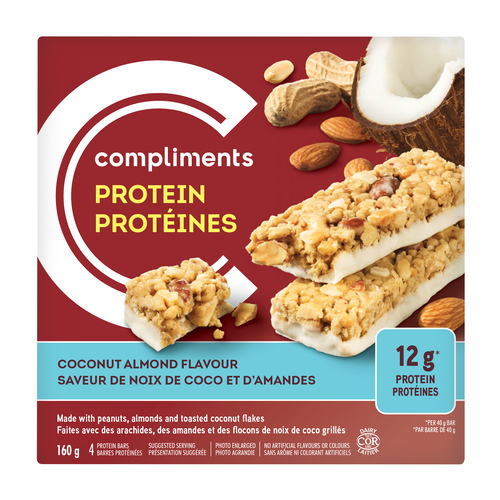 compliments
PROTEIN
PROTÉINES
COCONUT ALMOND FLAVOUR
SAVEUR DE NOIX DE COCO ET D'AMANDES
12 g*
PROTEIN
PROTÉINES
*PER 40 g BAR
*PAR BARRE DE 40 g
Made with peanuts, almonds and toasted coconut flakes
Faites avec des arachides, des amandes et des flocons de noix de coco grillés
160 g 4 PROTEIN BARS
BARRES PROTÉINÉES
SUGGESTED SERVING
PRÉSENTATION SUGGÉRÉE
PHOTO ENLARGED
PHOTO AGRANDIE
NO ARTIFICIAL FLAVOURS OR COLOURS
SANS ARÔME NI COLORANT ARTIFICIELS
DAIRY
COR
LAITIER